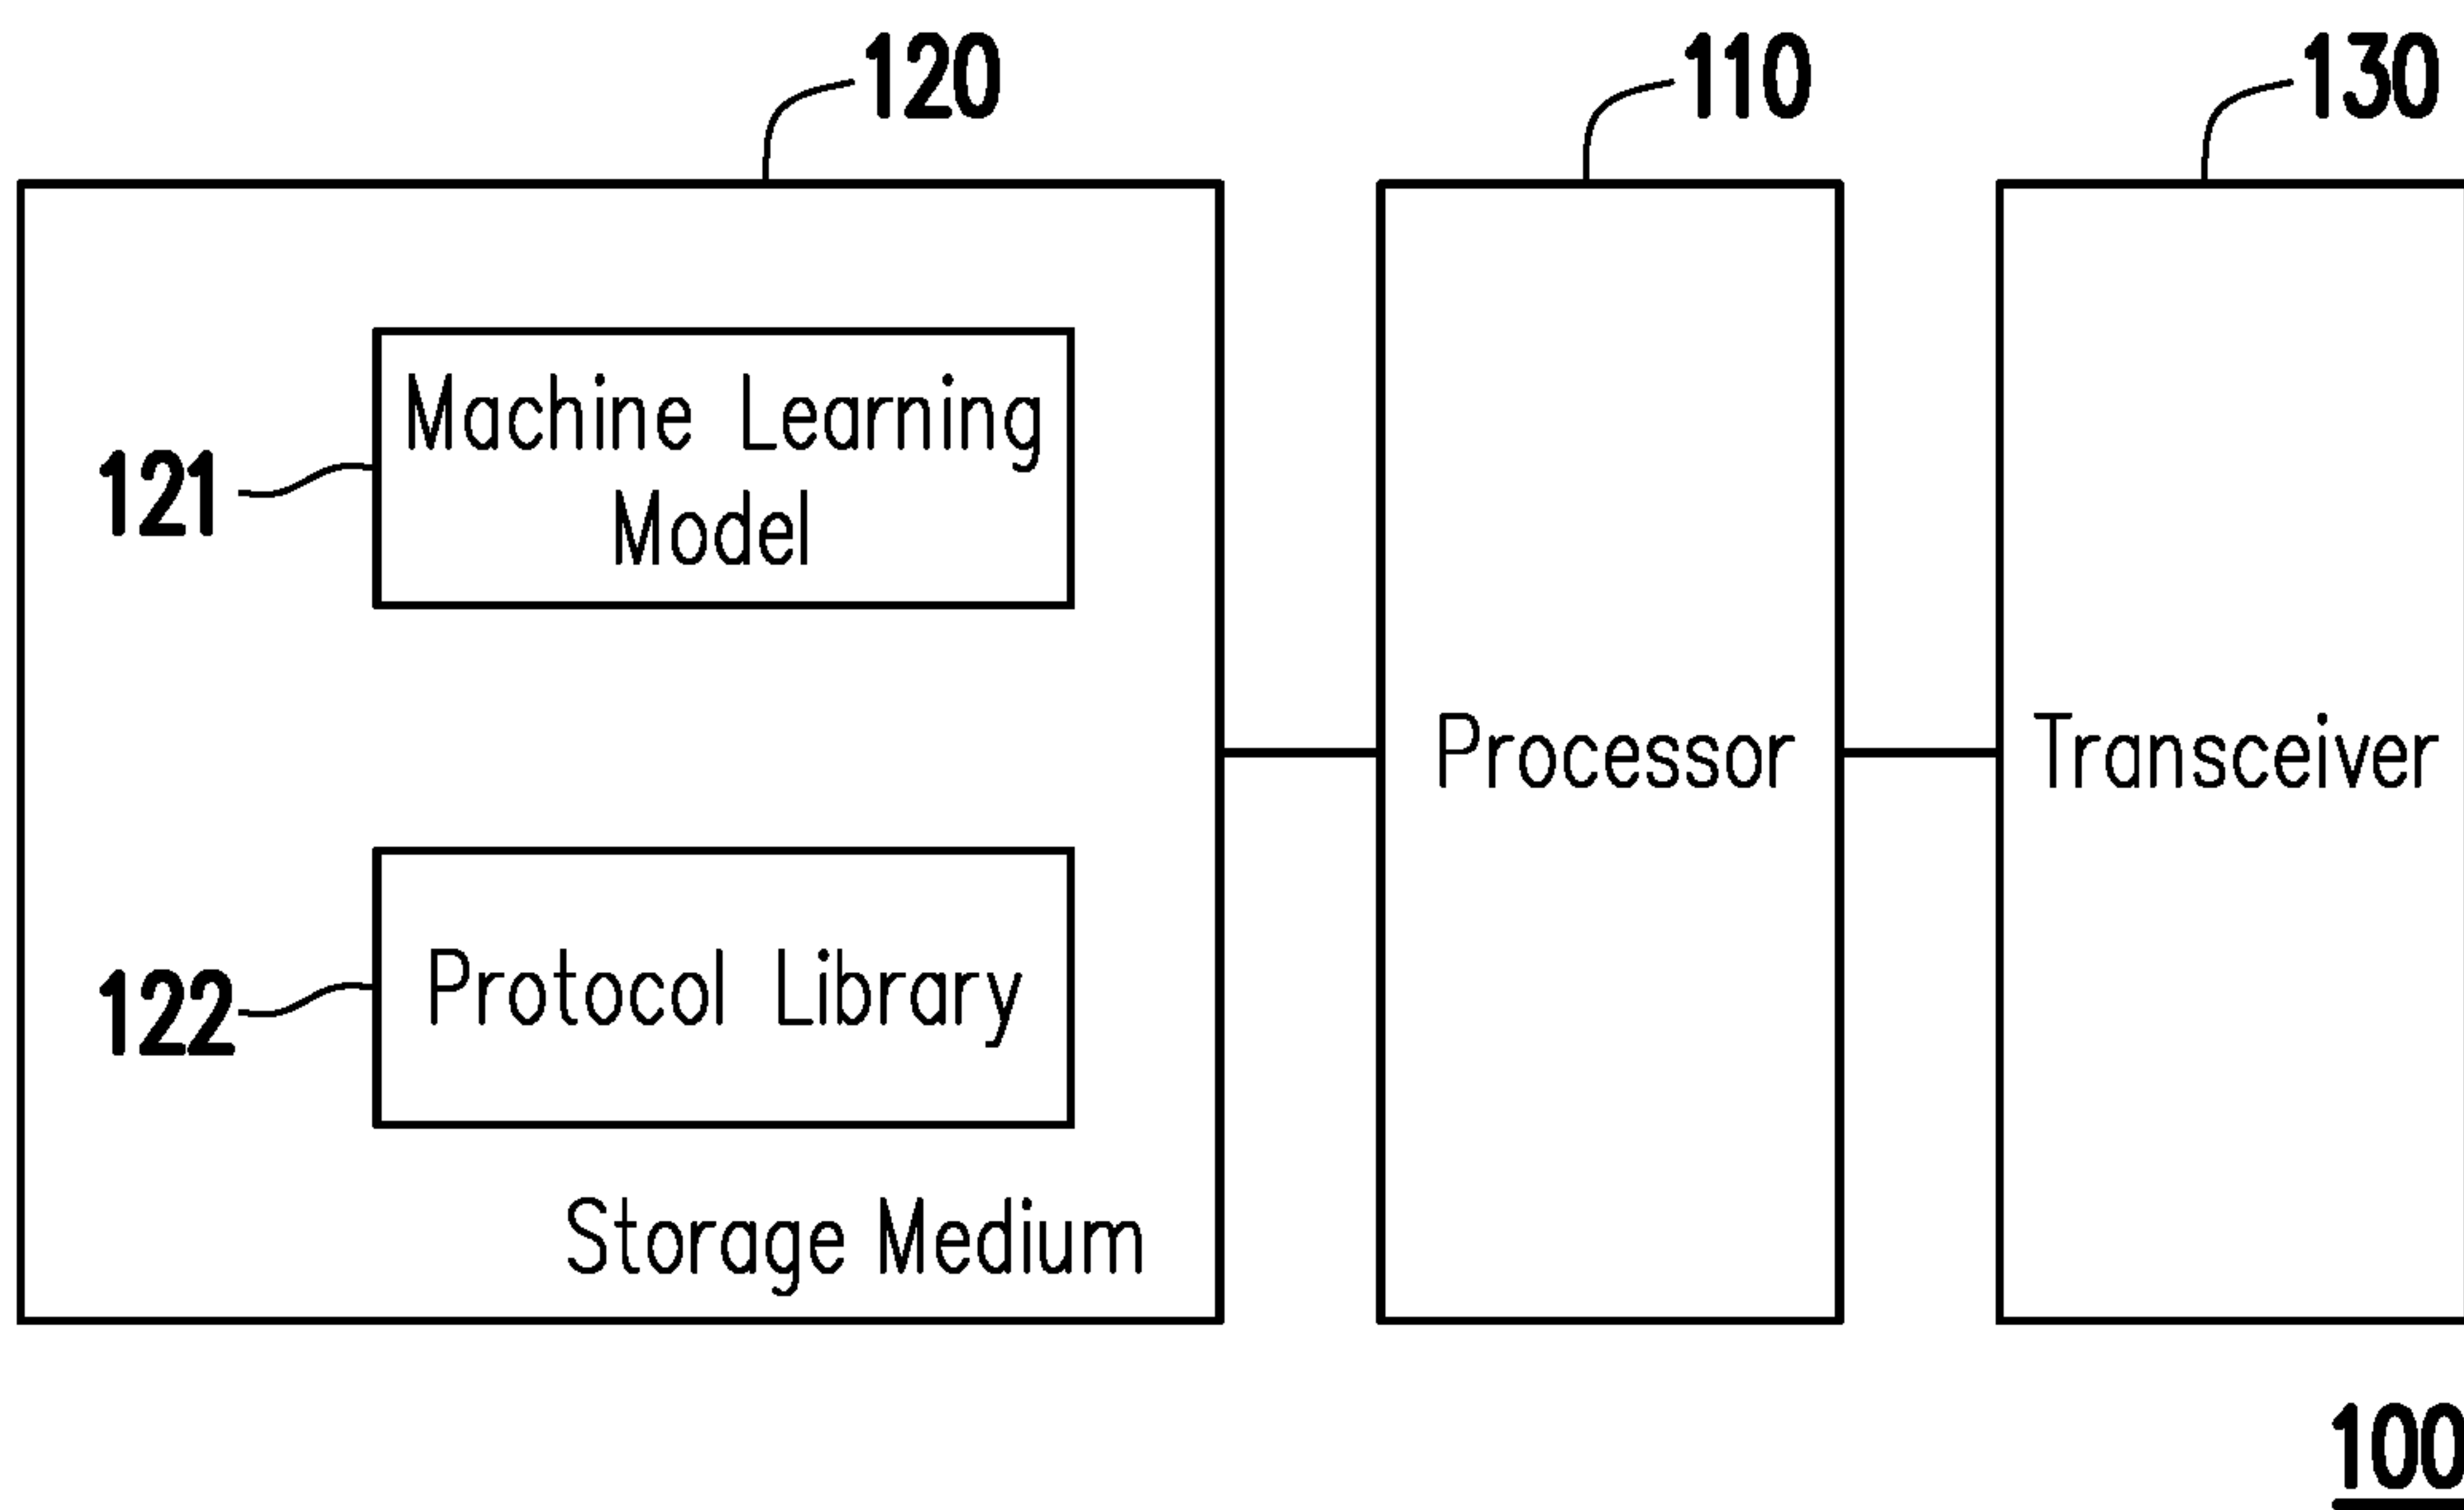 120
110
130
Machine Learning
Model
121
Processor
Transceiver
Protocol Library
122
Storage Medium
100